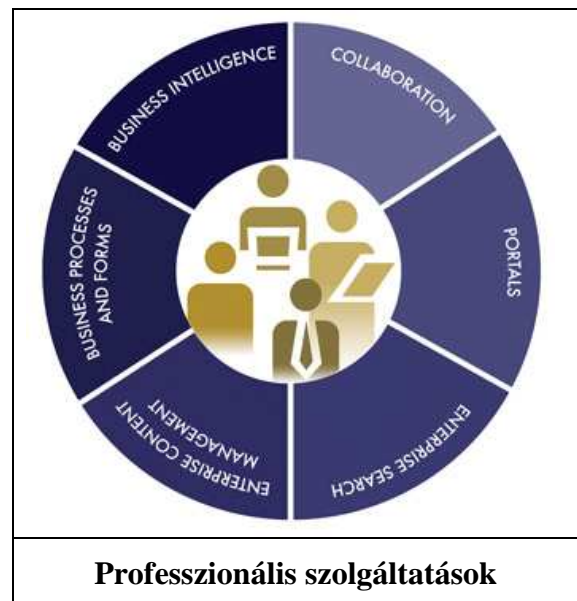 COLLABORATION
PORTALS
ENTERPRISE SEARCH
ENTERPRISE CONTENT
MANAGEMENT
BUSINESS PROCESSES
AND FORMS
BUSINESS INTELLIGENCE
Professzionális szolgáltatások